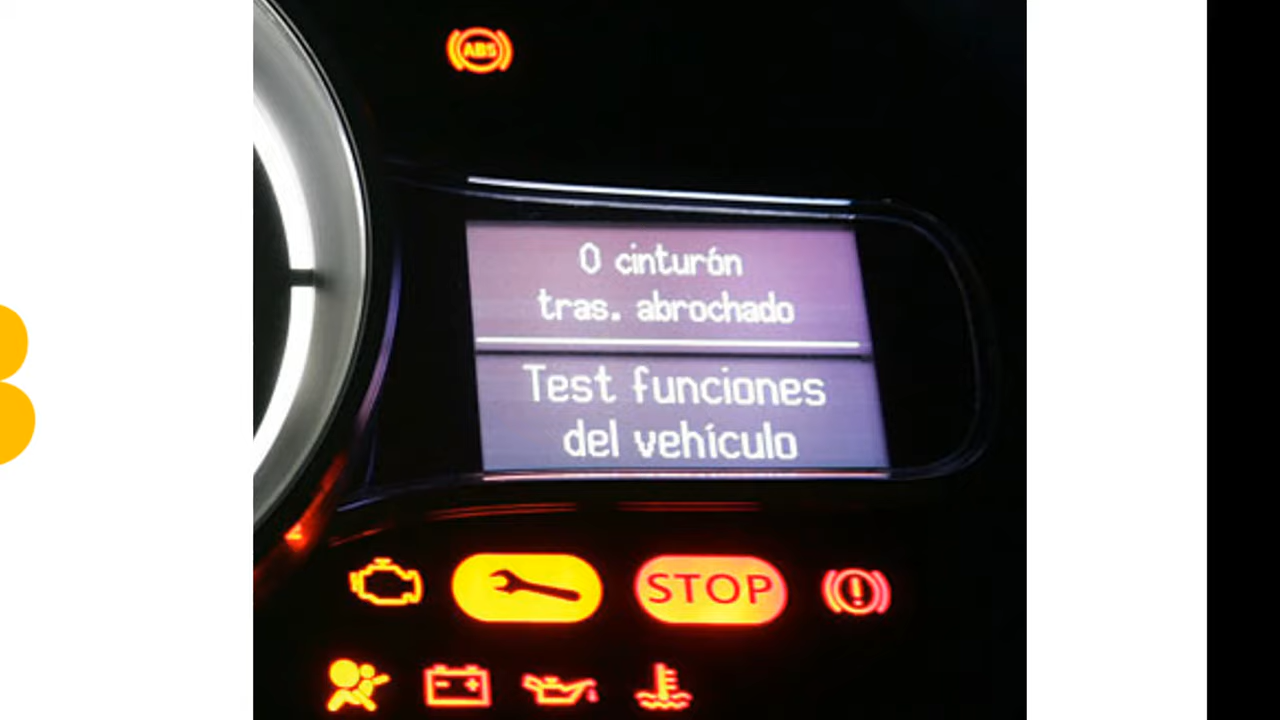 ABS
0 cinturón
tras. abrochado
Test funciones
del vehículo
STOP